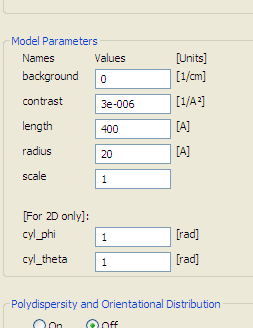 Model Parameters
Names Values [Units]
background 0 [1/cm]
contrast 3e-006 [1/A²]
length 400 [A]
radius 20 [A]
scale 1
[For 2D only]:
cyl_phi 1 [rad]
cyl_theta 1 [rad]
Polydispersity and Orientational Distribution
On Off